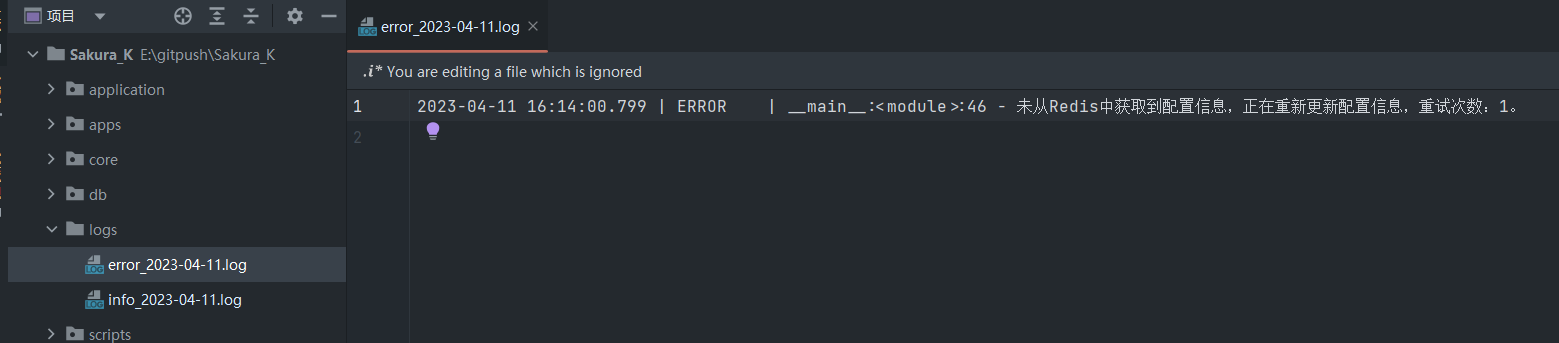 项目
Sakura_K E:\gitpush\Sakura_K
application
apps
core
db
logs
error_2023-04-11.log
info_2023-04-11.log
scripts
error_2023-04-11.log
.i* You are editing a file which is ignored
1 2023-04-11 16:14:00.799 | ERROR | __main__:<module>:46 - 未从Redis中获取到配置信息，正在重新更新配置信息，重试次数：1。
2